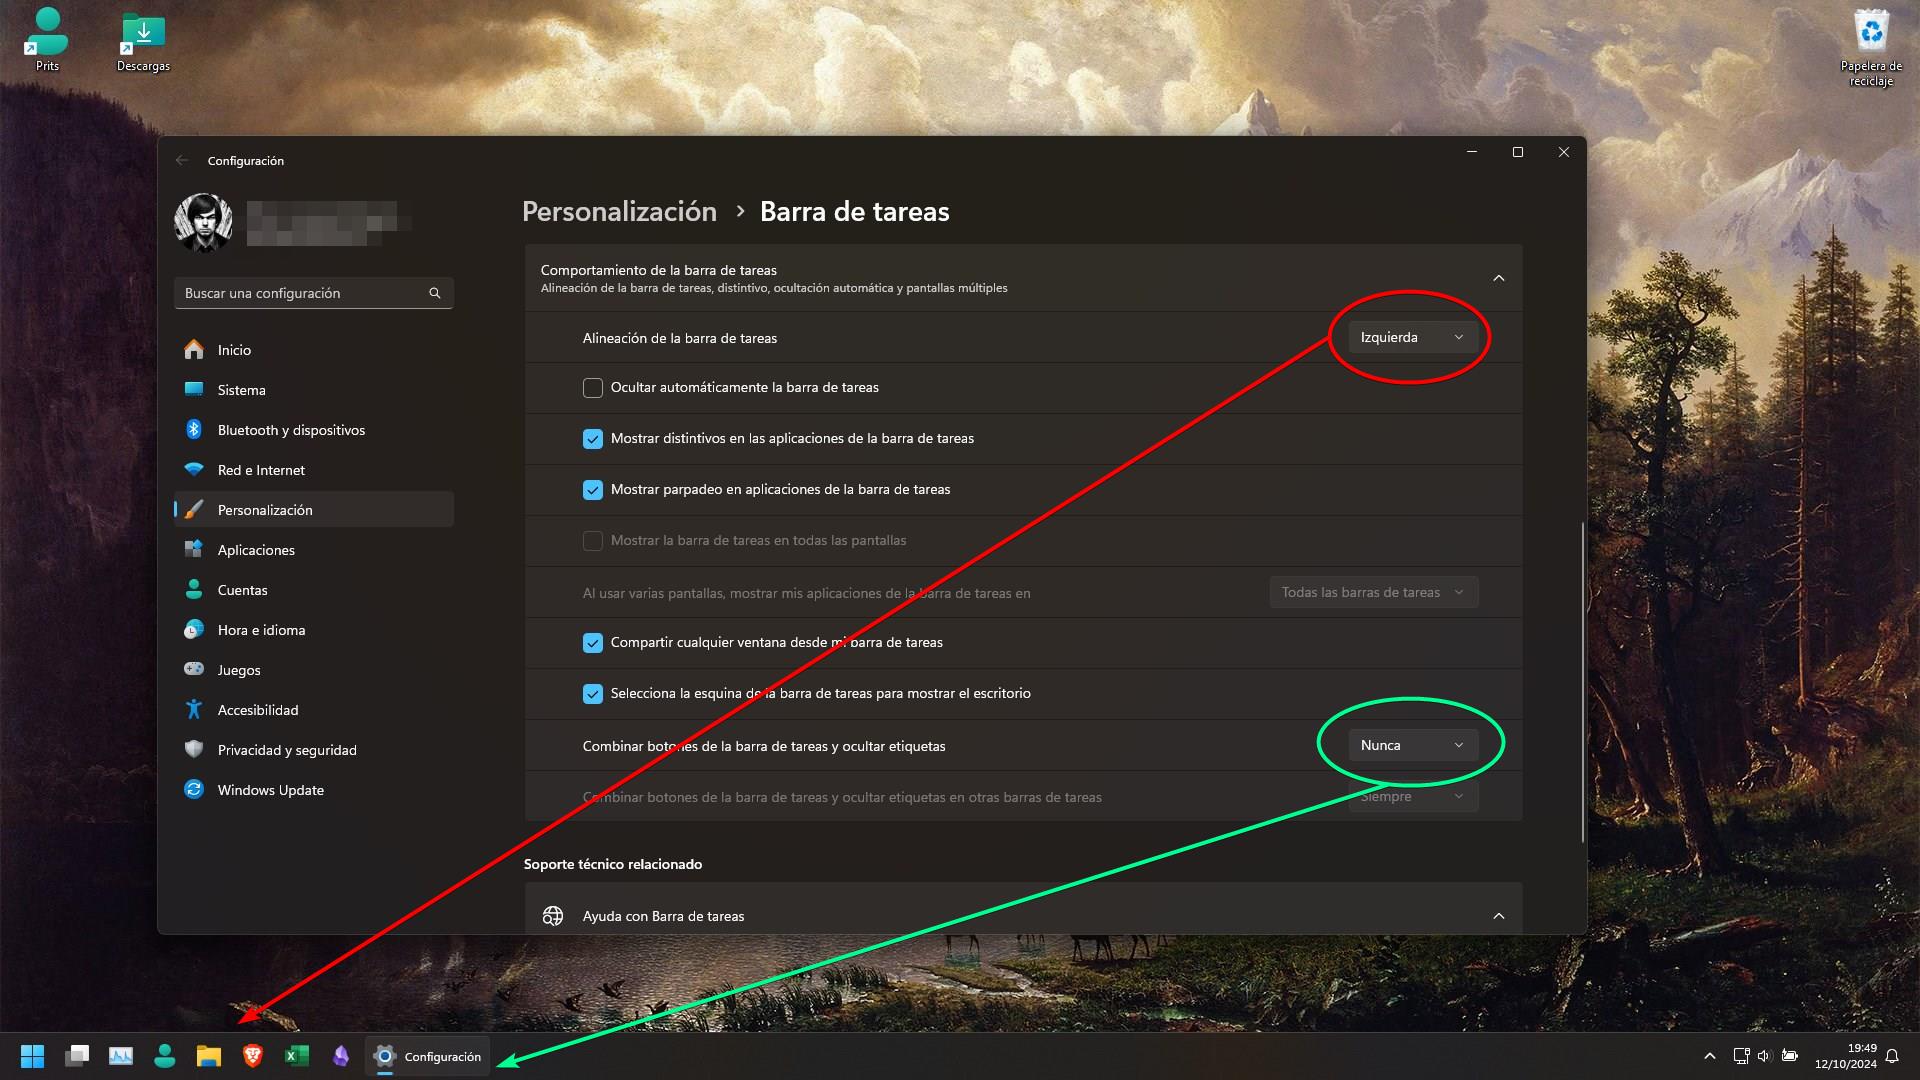 Prits
Descargas
Papelera de
reciclaje
Configuración
Buscar una configuración
Inicio
Sistema
Bluetooth y dispositivos
Red e Internet
Personalización
Aplicaciones
Cuentas
Hora e idioma
Juegos
Accesibilidad
Privacidad y seguridad
Windows Update
Personalización > Barra de tareas
Comportamiento de la barra de tareas
Alineación de la barra de tareas, distintivo, ocultación automática y pantallas múltiples
Alineación de la barra de tareas
Izquierda
Ocultar automáticamente la barra de tareas
Mostrar distintivos en las aplicaciones de la barra de tareas
Mostrar parpadeo en aplicaciones de la barra de tareas
Mostrar la barra de tareas en todas las pantallas
Al usar varias pantallas, mostrar mis aplicaciones de la barra de tareas en
Todas las barras de tareas
Compartir cualquier ventana desde mi barra de tareas
Selecciona la esquina de la barra de tareas para mostrar el escritorio
Combinar botones de la barra de tareas y ocultar etiquetas
Nunca
Combinar botones de la barra de tareas y ocultar etiquetas en otras barras de tareas
Siempre
Soporte técnico relacionado
Ayuda con Barra de tareas
Configuración
19:49
12/10/2024